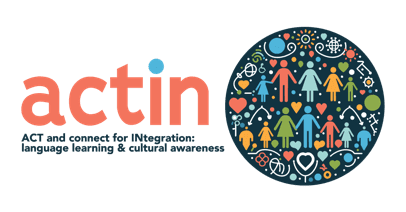 actin
ACT and connect for INtegration:
language learning & cultural awareness